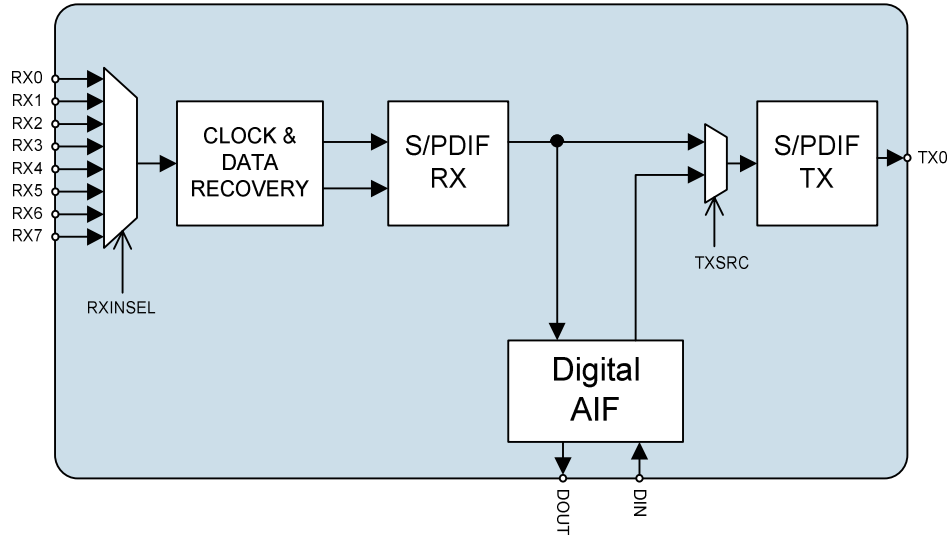 RX0
RX1
RX2
RX3
RX4
RX5
RX6
RX7
RXINSEL
CLOCK &
DATA
RECOVERY
S/PDIF
RX
TXSRC
S/PDIF
TX
TX0
Digital
AIF
DOUT
DIN